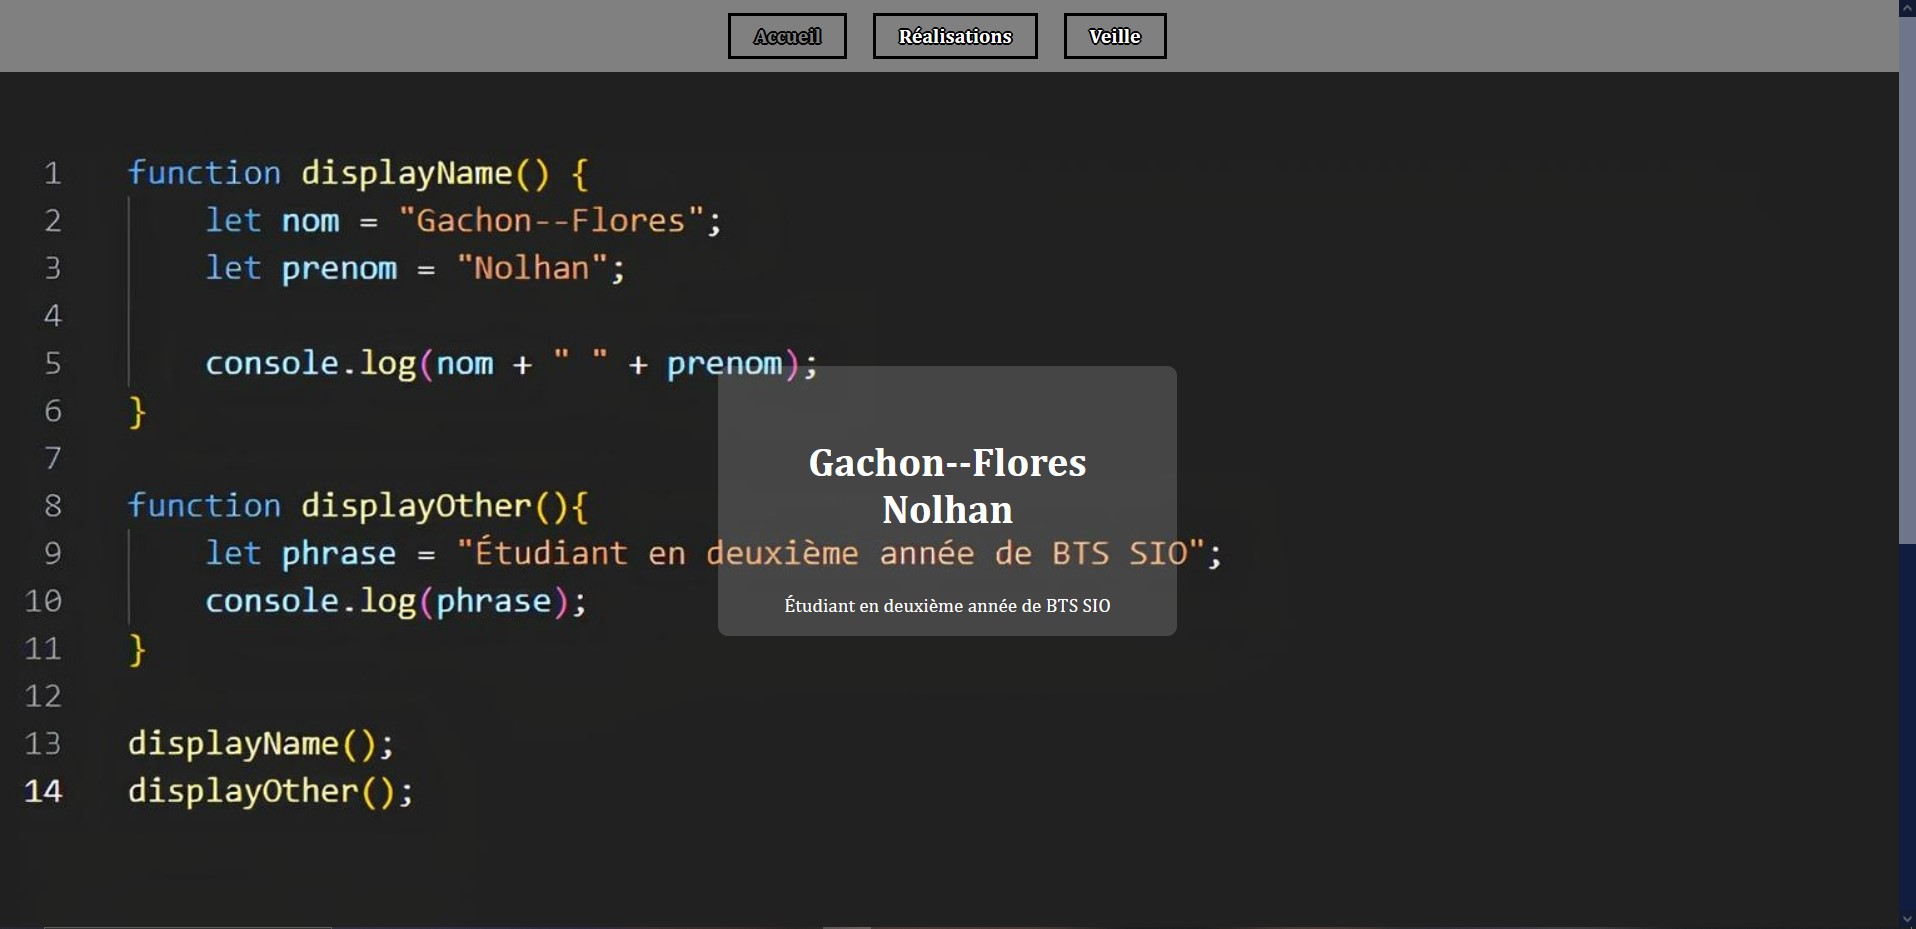 Accueil
Réalisations
Veille
1 function displayName() {
2 let nom = "Gachon--Flores";
3 let prenom = "Nolhan";
4
5 console.log(nom + " " + prenom);
6 }
7
8 function displayOther(){
9 let phrase = "Étudiant en deuxième année de BTS SIO";
10 console.log(phrase);
11 }
12
13 displayName();
14 displayOther();
Gachon--Flores
Nolhan
Étudiant en deuxième année de BTS SIO